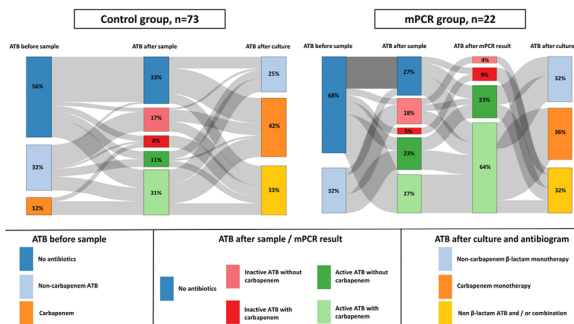 Control group, n=73
mPCR group, n=22
ATB before sample
ATB after sample
ATB after culture
ATB before sample
ATB after sample
ATB after mPCR result
ATB after culture
56%
32%
12%
33%
17%
8%
11%
31%
25%
42%
33%
68%
32%
27%
18%
5%
23%
27%
4%
9%
23%
64%
32%
36%
32%
ATB before sample
No antibiotics
Non-carbapenem ATB
Carbapenem
ATB after sample / mPCR result
No antibiotics
Inactive ATB without
carbapenem
Inactive ATB with
carbapenem
Active ATB without
carbapenem
Active ATB with
carbapenem
ATB after culture and antibiogram
Non-carbapenem β-lactam monotherapy
Carbapenem monotherapy
Non β-lactam ATB and / or combination